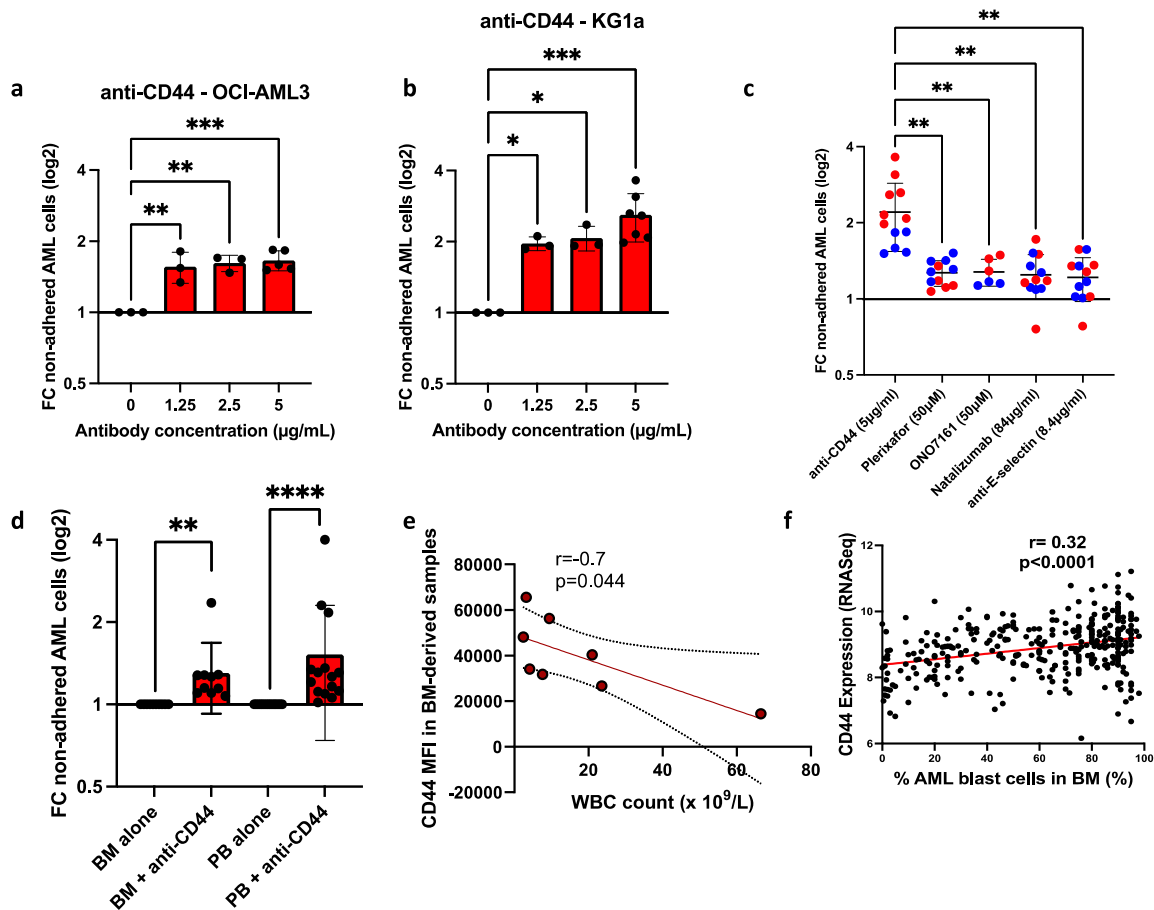 a
anti-CD44 - OCI-AML3
***
**
**
FC non-adhered AML cells (log2)
4
2
1
0.5
0
1.25
2.5
5
Antibody concentration (µg/mL)
b
anti-CD44 - KG1a
***
*
*
FC non-adhered AML cells (log2)
4
2
1
0.5
0
1.25
2.5
5
Antibody concentration (µg/mL)
c
**
**
**
**
FC non-adhered AML cells (log2)
4
2
1
0.5
anti-CD44 (5µg/ml)
Plerixafor (50µM)
ONO7161 (50µM)
Natalizumab (84µg/ml)
anti-E-selectin (8.4µg/ml)
d
**
****
FC non-adhered AML cells (log2)
4
2
1
0.5
BM alone
BM + anti-CD44
PB alone
PB + anti-CD44
e
r=-0.7
p=0.044
CD44 MFI in BM-derived samples
80000
60000
40000
20000
0
-20000
20
40
60
80
WBC count (x 10⁹/L)
f
r= 0.32
p<0.0001
CD44 Expression (RNASeq)
12
10
8
6
0
20
40
60
80
100
% AML blast cells in BM (%)